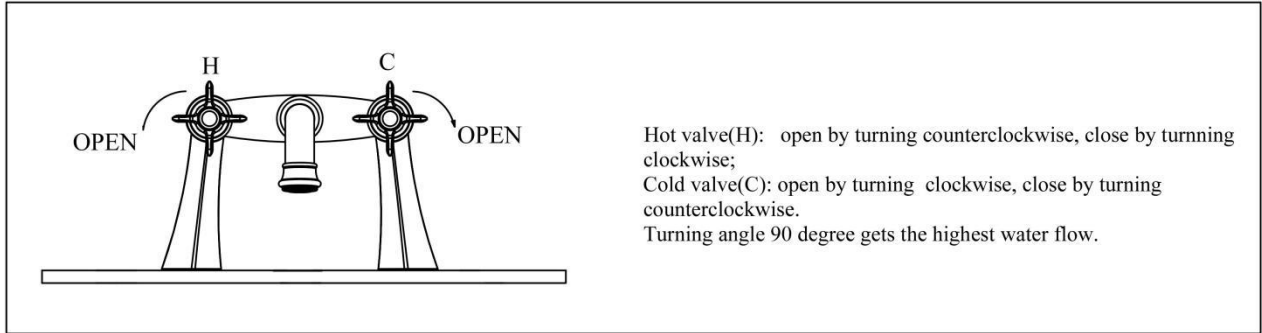 H
C
OPEN
OPEN
Hot valve(H): open by turning counterclockwise, close by turnning
clockwise;
Cold valve(C): open by turning clockwise, close by turning
counterclockwise.
Turning angle 90 degree gets the highest water flow.